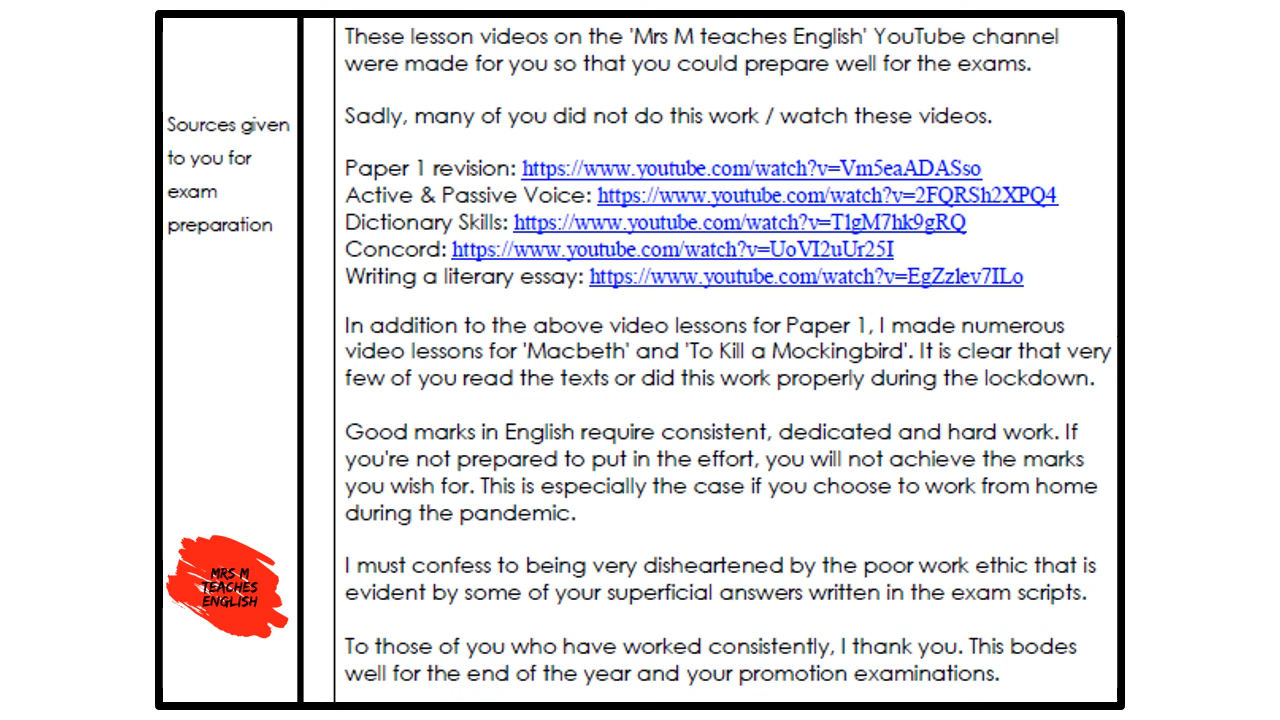 Sources given
to you for
exam
preparation
MRS M
TEACHES
ENGLISH
These lesson videos on the 'Mrs M teaches English' YouTube channel
were made for you so that you could prepare well for the exams.
Sadly, many of you did not do this work / watch these videos.
Paper 1 revision: https://www.youtube.com/watch?v=Vm5eaADASso
Active & Passive Voice: https://www.youtube.com/watch?v=2FQRSh2XPQ4
Dictionary Skills: https://www.youtube.com/watch?v=TlgM7hk9gRQ
Concord: https://www.youtube.com/watch?v=UoVI2uUr25I
Writing a literary essay: https://www.youtube.com/watch?v=EgZzlev7ILo
In addition to the above video lessons for Paper 1, I made numerous
video lessons for 'Macbeth' and 'To Kill a Mockingbird'. It is clear that very
few of you read the texts or did this work properly during the lockdown.
Good marks in English require consistent, dedicated and hard work. If
you're not prepared to put in the effort, you will not achieve the marks
you wish for. This is especially the case if you choose to work from home
during the pandemic.
I must confess to being very disheartened by the poor work ethic that is
evident by some of your superficial answers written in the exam scripts.
To those of you who have worked consistently, I thank you. This bodes
well for the end of the year and your promotion examinations.